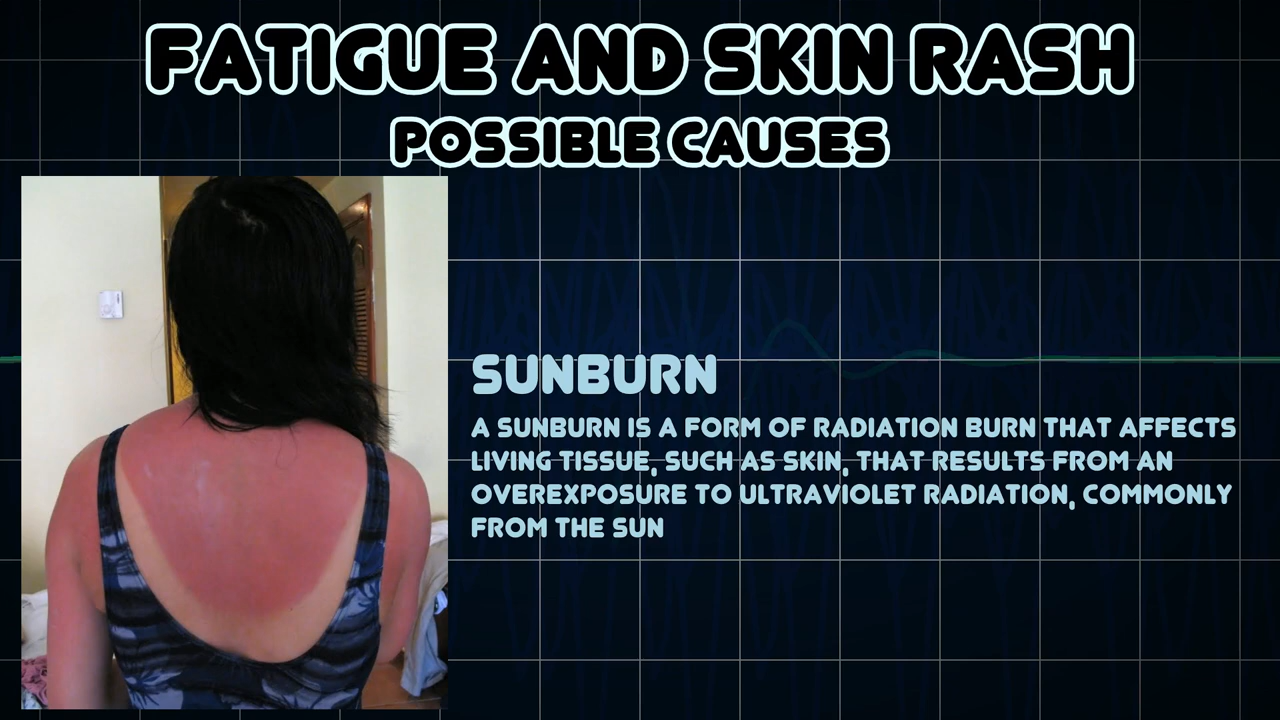 FATIGUE AND SKIN RASH
POSSIBLE CAUSES
SUNBURN
A SUNBURN IS A FORM OF RADIATION BURN THAT AFFECTS
LIVING TISSUE, SUCH AS SKIN, THAT RESULTS FROM AN
OVEREXPOSURE TO ULTRAVIOLET RADIATION, COMMONLY
FROM THE SUN